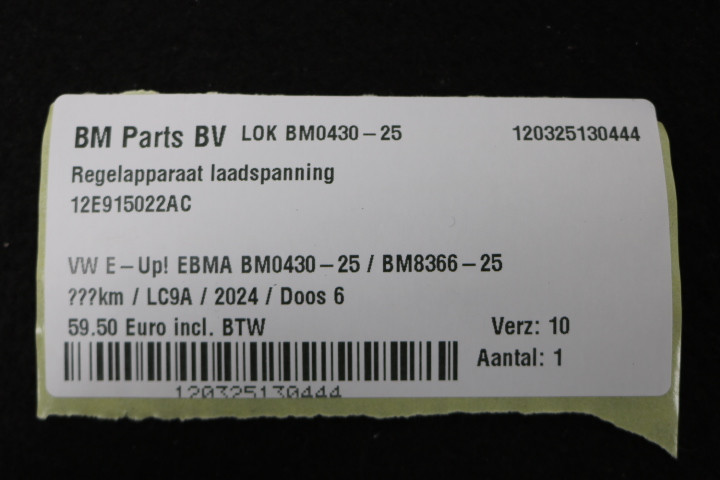 BM Parts BV LOK BM0430-25 120325130444
Regelapparaat laadspanning
12E915022AC
VW E-Up! EBMA BM0430-25 / BM8366-25
???km / LC9A / 2024 / Doos 6
59.50 Euro incl. BTW Verz: 10
Aantal: 1
120325130444